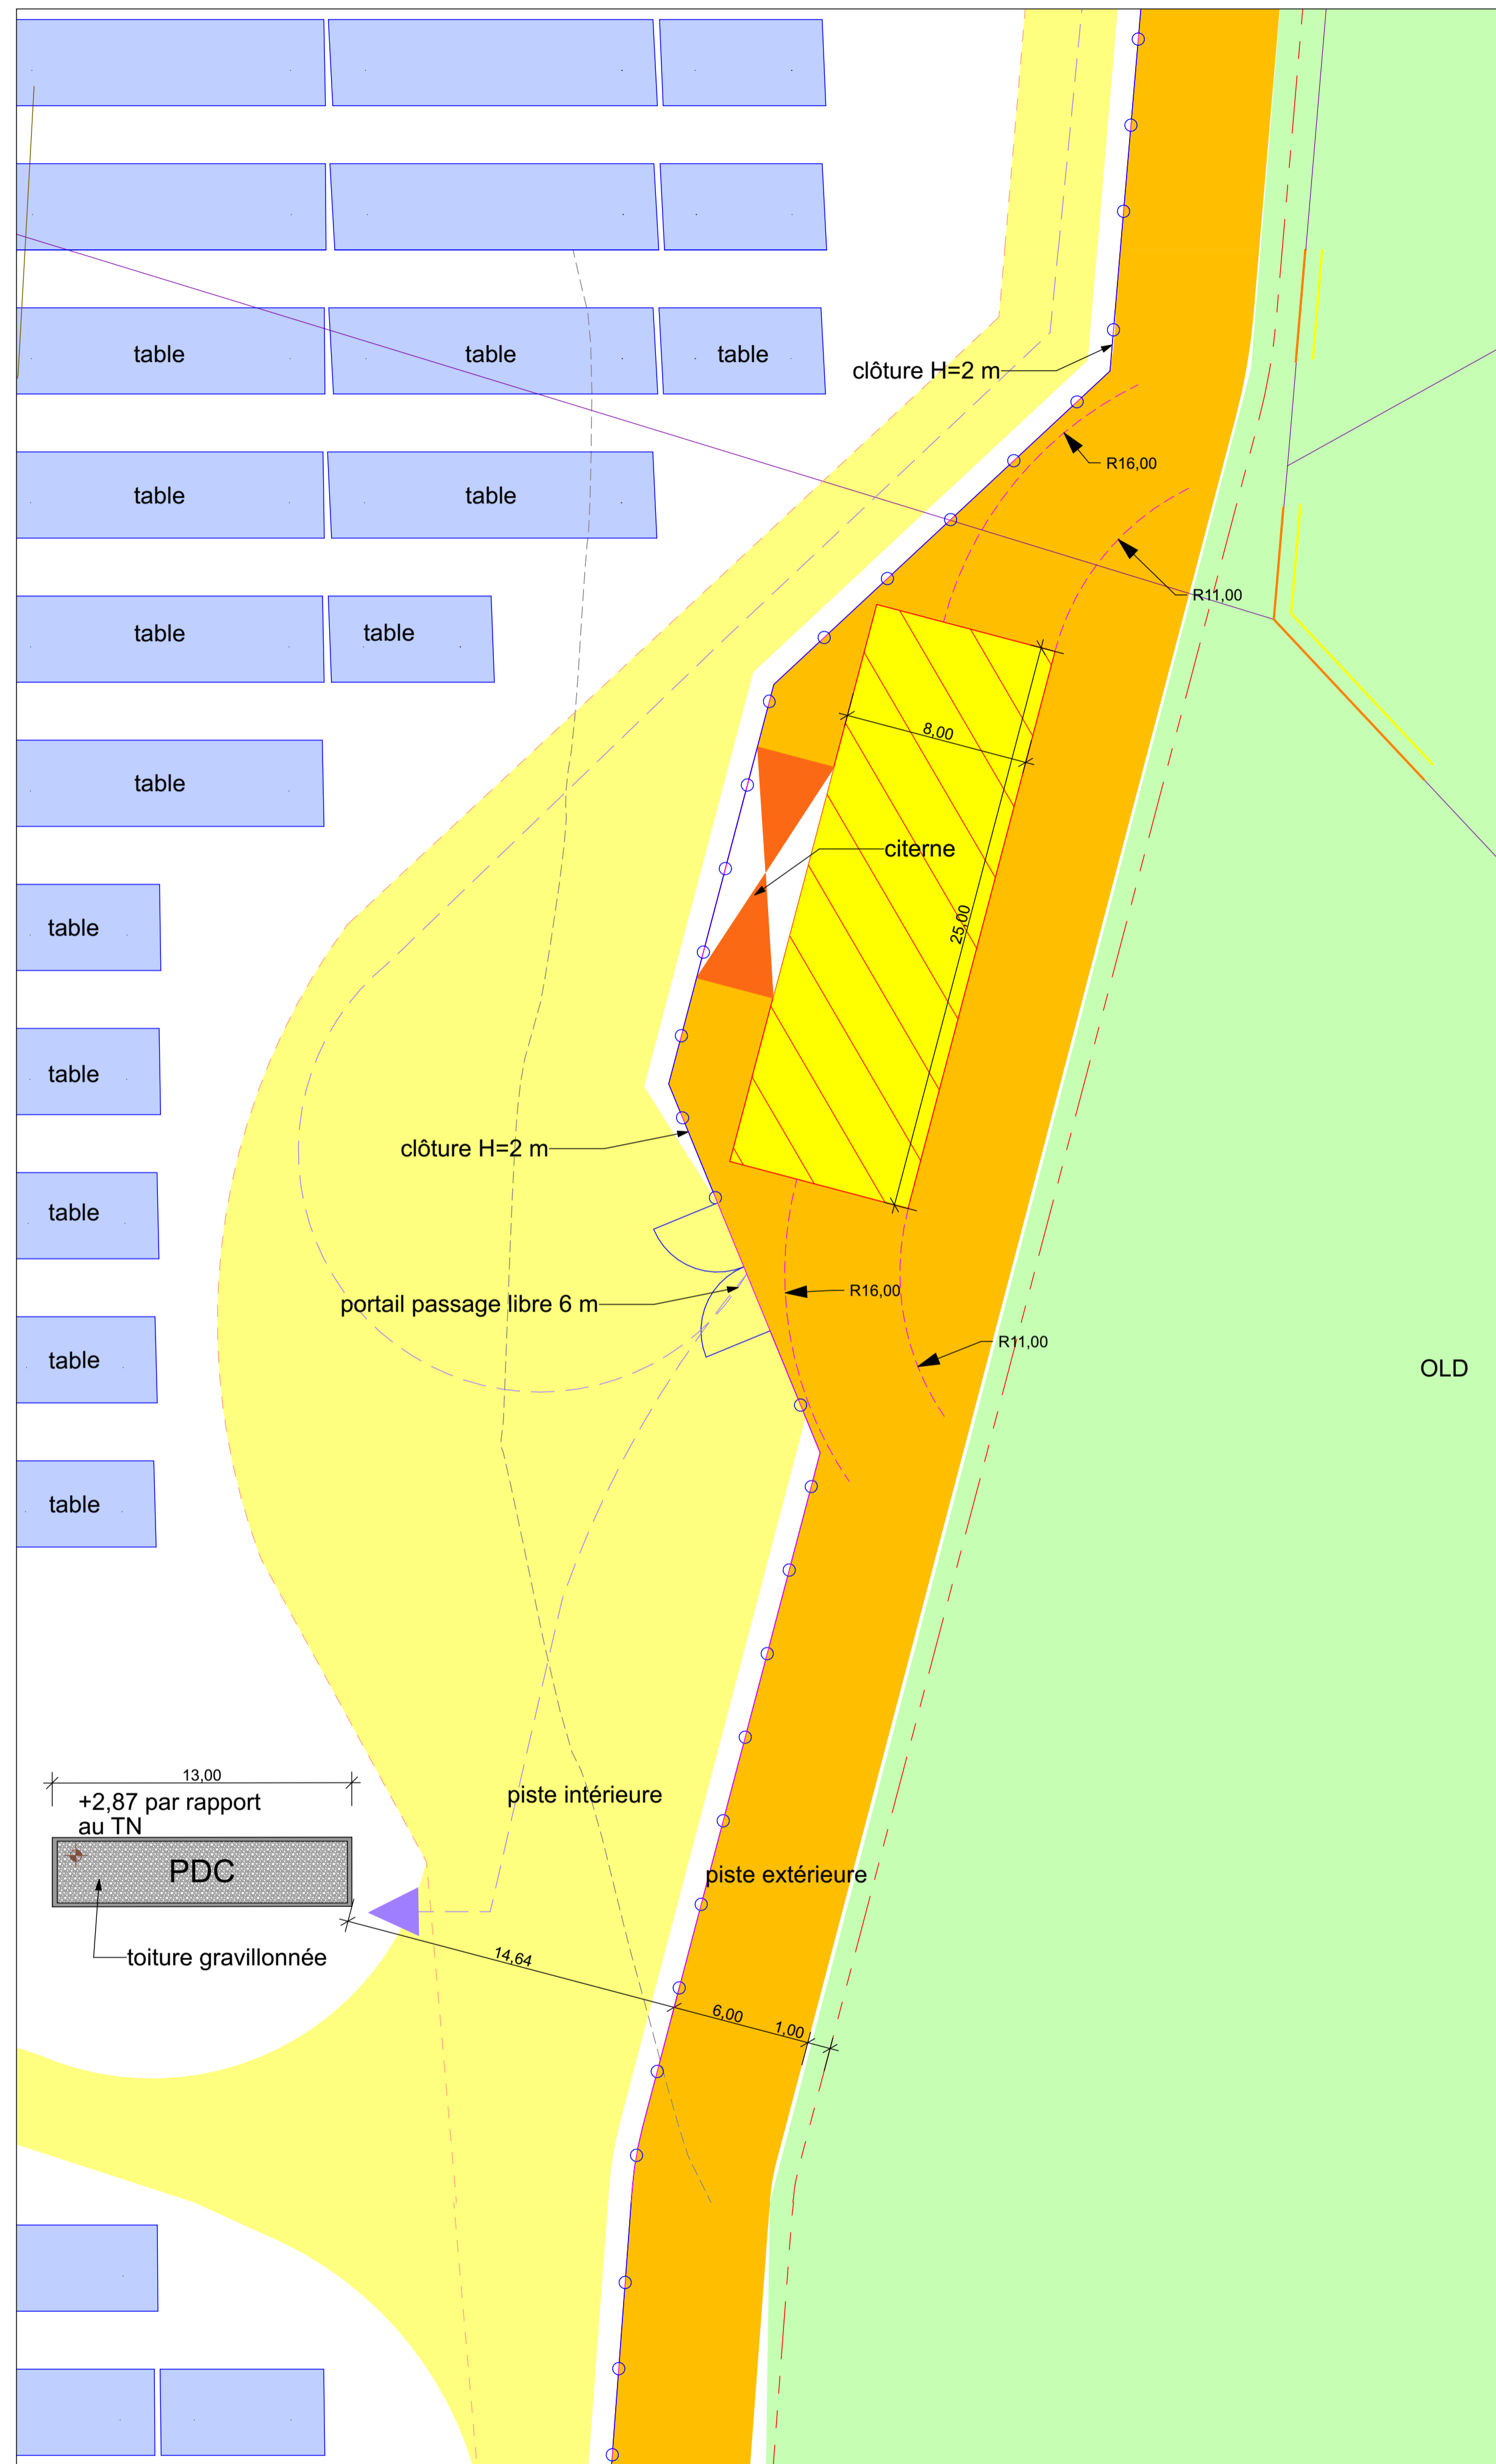 table
table
table
clôture H=2 m
R16,00
table
table
R11,00
table
table
8,00
table
citerne
25,00
table
table
clôture H=2 m
table
R16,00
portail passage libre 6 m
R11,00
table
OLD
table
13,00
piste intérieure
+2,87 par rapport
au TN
PDC
piste extérieure
toiture gravillonnée
14,64
6,00
1,00